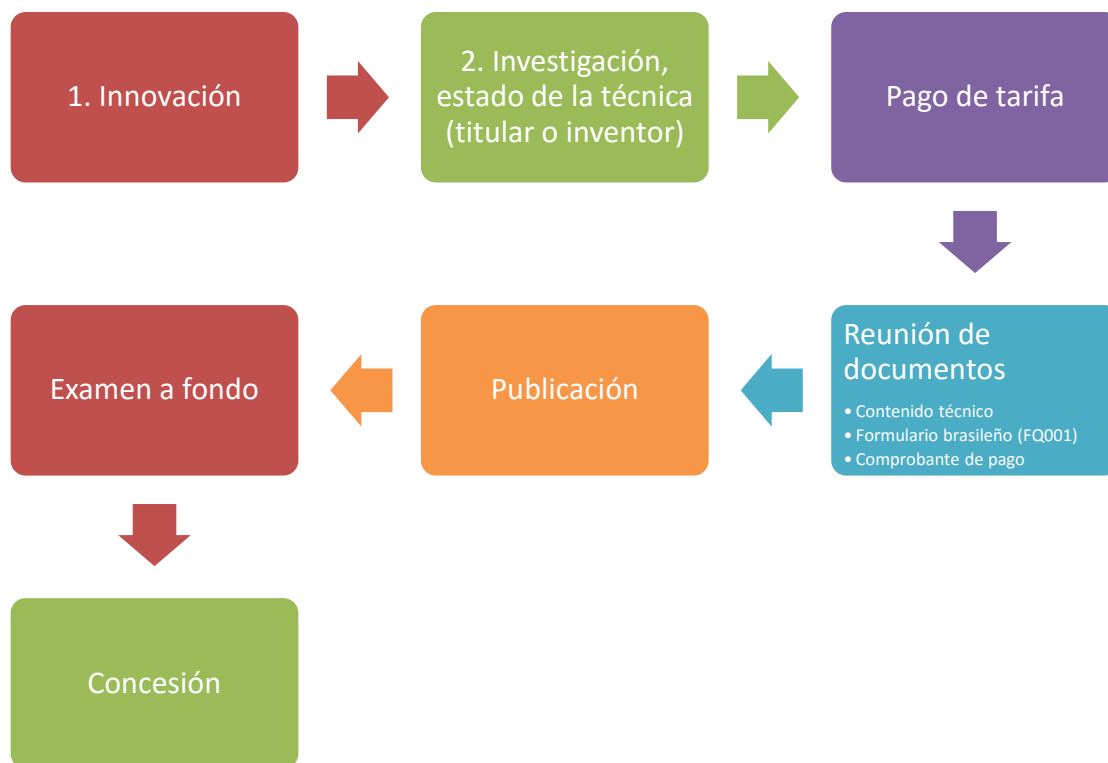 1. Innovación
2. Investigación,
estado de la técnica
(titular o inventor)
Pago de tarifa
Reunión de
documentos
• Contenido técnico
• Formulario brasileño (FQ001)
• Comprobante de pago
Publicación
Examen a fondo
Concesión